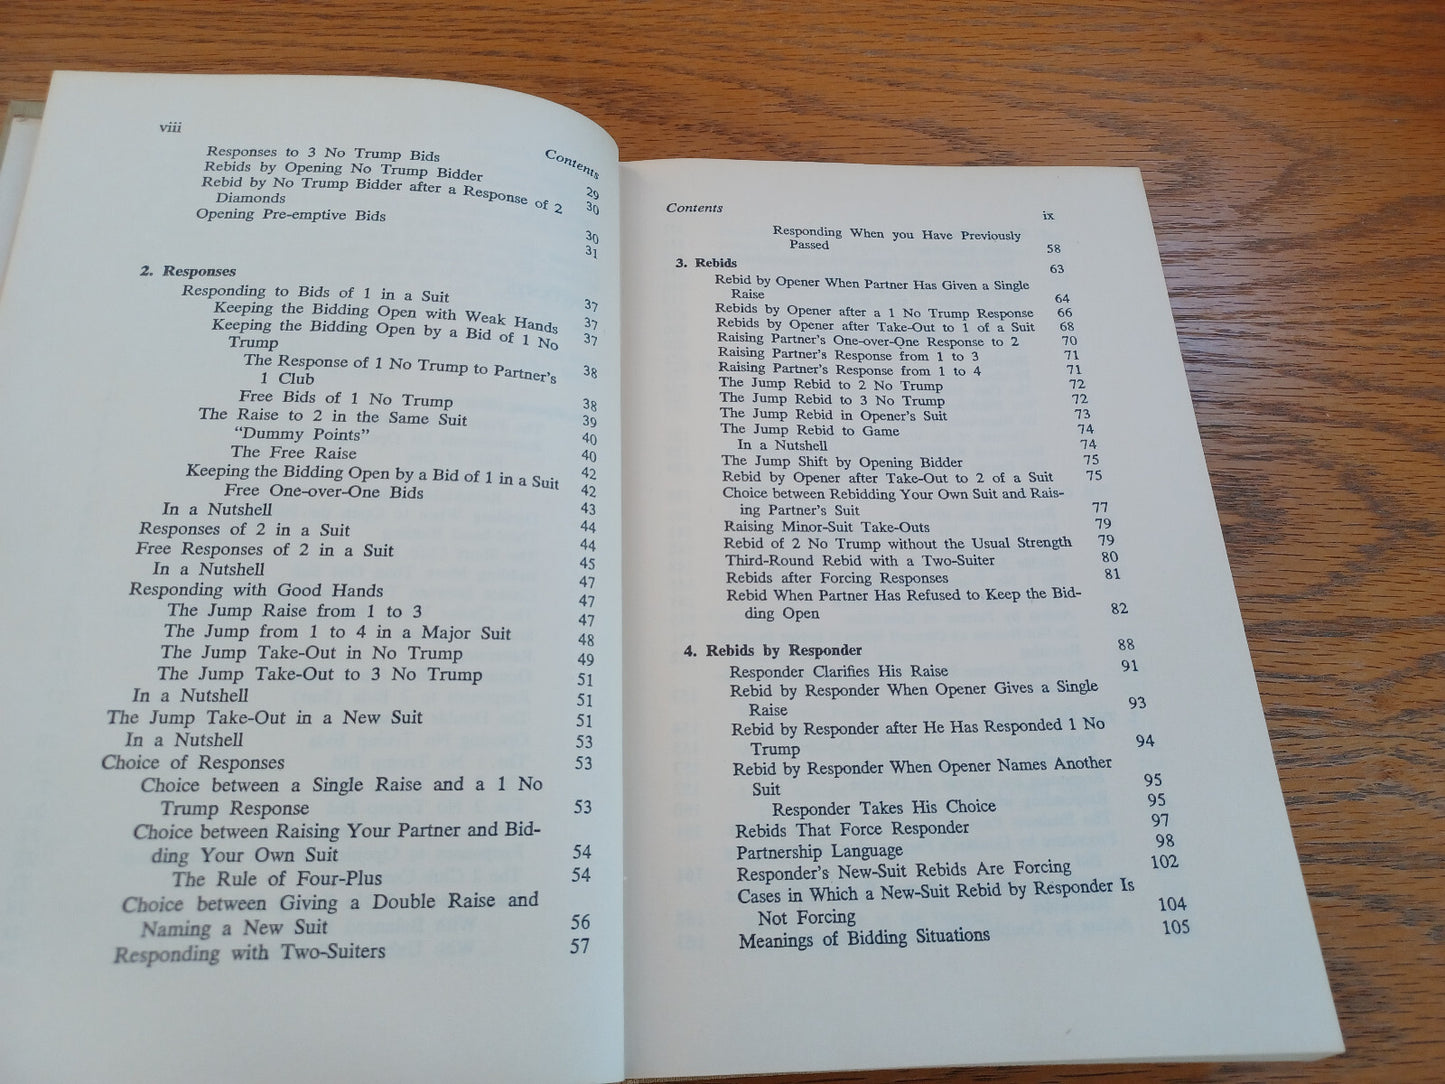 viii
Contents
Responses to 3 No Trump Bids 29
Rebids by Opening No Trump Bidder 30
Rebid by No Trump Bidder after a Response of 2
Diamonds 30
Opening Pre-emptive Bids 31
2. Responses 37
Responding to Bids of 1 in a Suit 37
Keeping the Bidding Open with Weak Hands 37
Keeping the Bidding Open by a Bid of 1 No
Trump 38
The Response of 1 No Trump to Partner's
1 Club 38
Free Bids of 1 No Trump 39
The Raise to 2 in the Same Suit 40
"Dummy Points" 40
The Free Raise 42
Keeping the Bidding Open by a Bid of 1 in a Suit 42
Free One-over-One Bids 43
In a Nutshell 44
Responses of 2 in a Suit 44
Free Responses of 2 in a Suit 45
In a Nutshell 47
Responding with Good Hands 47
The Jump Raise from 1 to 3 47
The Jump from 1 to 4 in a Major Suit 48
The Jump Take-Out in No Trump 49
The Jump Take-Out to 3 No Trump 51
In a Nutshell 51
The Jump Take-Out in a New Suit 51
In a Nutshell 53
Choice of Responses 53
Choice between a Single Raise and a 1 No
Trump Response 53
Choice between Raising Your Partner and Bid-
ding Your Own Suit 54
The Rule of Four-Plus 54
Choice between Giving a Double Raise and
Naming a New Suit 56
Responding with Two-Suiters 57
Contents
ix
Responding When you Have Previously
Passed 58
3. Rebids 63
Rebid by Opener When Partner Has Given a Single
Raise 64
Rebids by Opener after a 1 No Trump Response 66
Rebids by Opener after Take-Out to 1 of a Suit 68
Raising Partner's One-over-One Response to 2 70
Raising Partner's Response from 1 to 3 71
Raising Partner's Response from 1 to 4 71
The Jump Rebid to 2 No Trump 72
The Jump Rebid to 3 No Trump 72
The Jump Rebid in Opener's Suit 73
The Jump Rebid to Game 74
In a Nutshell 74
The Jump Shift by Opening Bidder 75
Rebid by Opener after Take-Out to 2 of a Suit 75
Choice between Rebidding Your Own Suit and Rais-
ing Partner's Suit 77
Raising Minor-Suit Take-Outs 79
Rebid of 2 No Trump without the Usual Strength 79
Third-Round Rebid with a Two-Suiter 80
Rebids after Forcing Responses 81
Rebid When Partner Has Refused to Keep the Bid-
ding Open 82
4. Rebids by Responder 88
Responder Clarifies His Raise 91
Rebid by Responder When Opener Gives a Single
Raise 93
Rebid by Responder after He Has Responded 1 No
Trump 94
Rebid by Responder When Opener Names Another
Suit 95
Responder Takes His Choice 95
Rebids That Force Responder 97
Partnership Language 98
Responder's New-Suit Rebids Are Forcing 102
Cases in Which a New-Suit Rebid by Responder Is
Not Forcing 104
Meanings of Bidding Situations 105